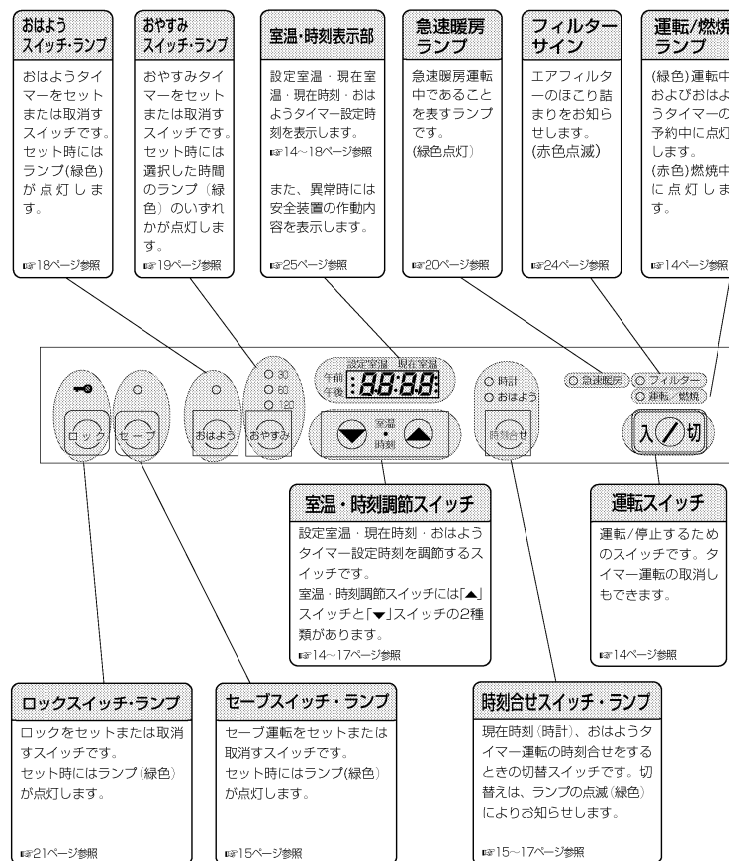 おはよう
スイッチ・ランプ
おはようタイ
マーをセット
または取消す
スイッチです。
セット時には
ランプ(緑色)
が点灯しま
す。
☞18ページ参照
おやすみ
スイッチ・ランプ
おやすみタイ
マーをセット
または取消す
スイッチです。
セット時には
選択した時間
のランプ（緑
色）のいずれ
かが点灯しま
す。
☞19ページ参照
室温・時刻表示部
設定室温・現在室
温・現在時刻・おは
ようタイマー設定時
刻を表示します。
☞14～18ページ参照
また、異常時には
安全装置の作動内
容を表示します。
☞25ページ参照
急速暖房
ランプ
急速暖房運転
中であること
を表すランプ
です。
(緑色点灯)
☞20ページ参照
フィルター
サイン
エアフィルタ
ーのほこり詰
まりをお知ら
せします。
(赤色点滅)
☞24ページ参照
運転/燃焼
ランプ
(緑色)運転中
およびおはよ
うタイマーの
予約中に点灯
します。
(赤色)燃焼中
に点灯しま
す。
☞14ページ参照
設定室温 現在室温
午前
午後
88:88
30
60
120
時計
おはよう
急速暖房
フィルター
運転／燃焼
ロック
セーブ
おはよう
おやすみ
▼
室温
・
時刻
▲
時刻合せ
入／切
室温・時刻調節スイッチ
設定室温・現在時刻・おはよう
タイマー設定時刻を調節するス
イッチです。
室温・時刻調節スイッチには「▲」
スイッチと「▼」スイッチの2種
類があります。
☞14～17ページ参照
運転スイッチ
運転/停止するため
のスイッチです。タ
イマー運転の取消し
もできます。
☞14ページ参照
ロックスイッチ・ランプ
ロックをセットまたは取消
すスイッチです。
セット時にはランプ(緑色)
が点灯します。
☞21ページ参照
セーブスイッチ・ランプ
セーブ運転をセットまたは
取消すスイッチです。
セット時にはランプ(緑色)
が点灯します。
☞15ページ参照
時刻合せスイッチ・ランプ
現在時刻(時計)、おはようタ
イマー運転の時刻合せをする
ときの切替スイッチです。切
替えは、ランプの点滅(緑色)
によりお知らせします。
☞15～17ページ参照